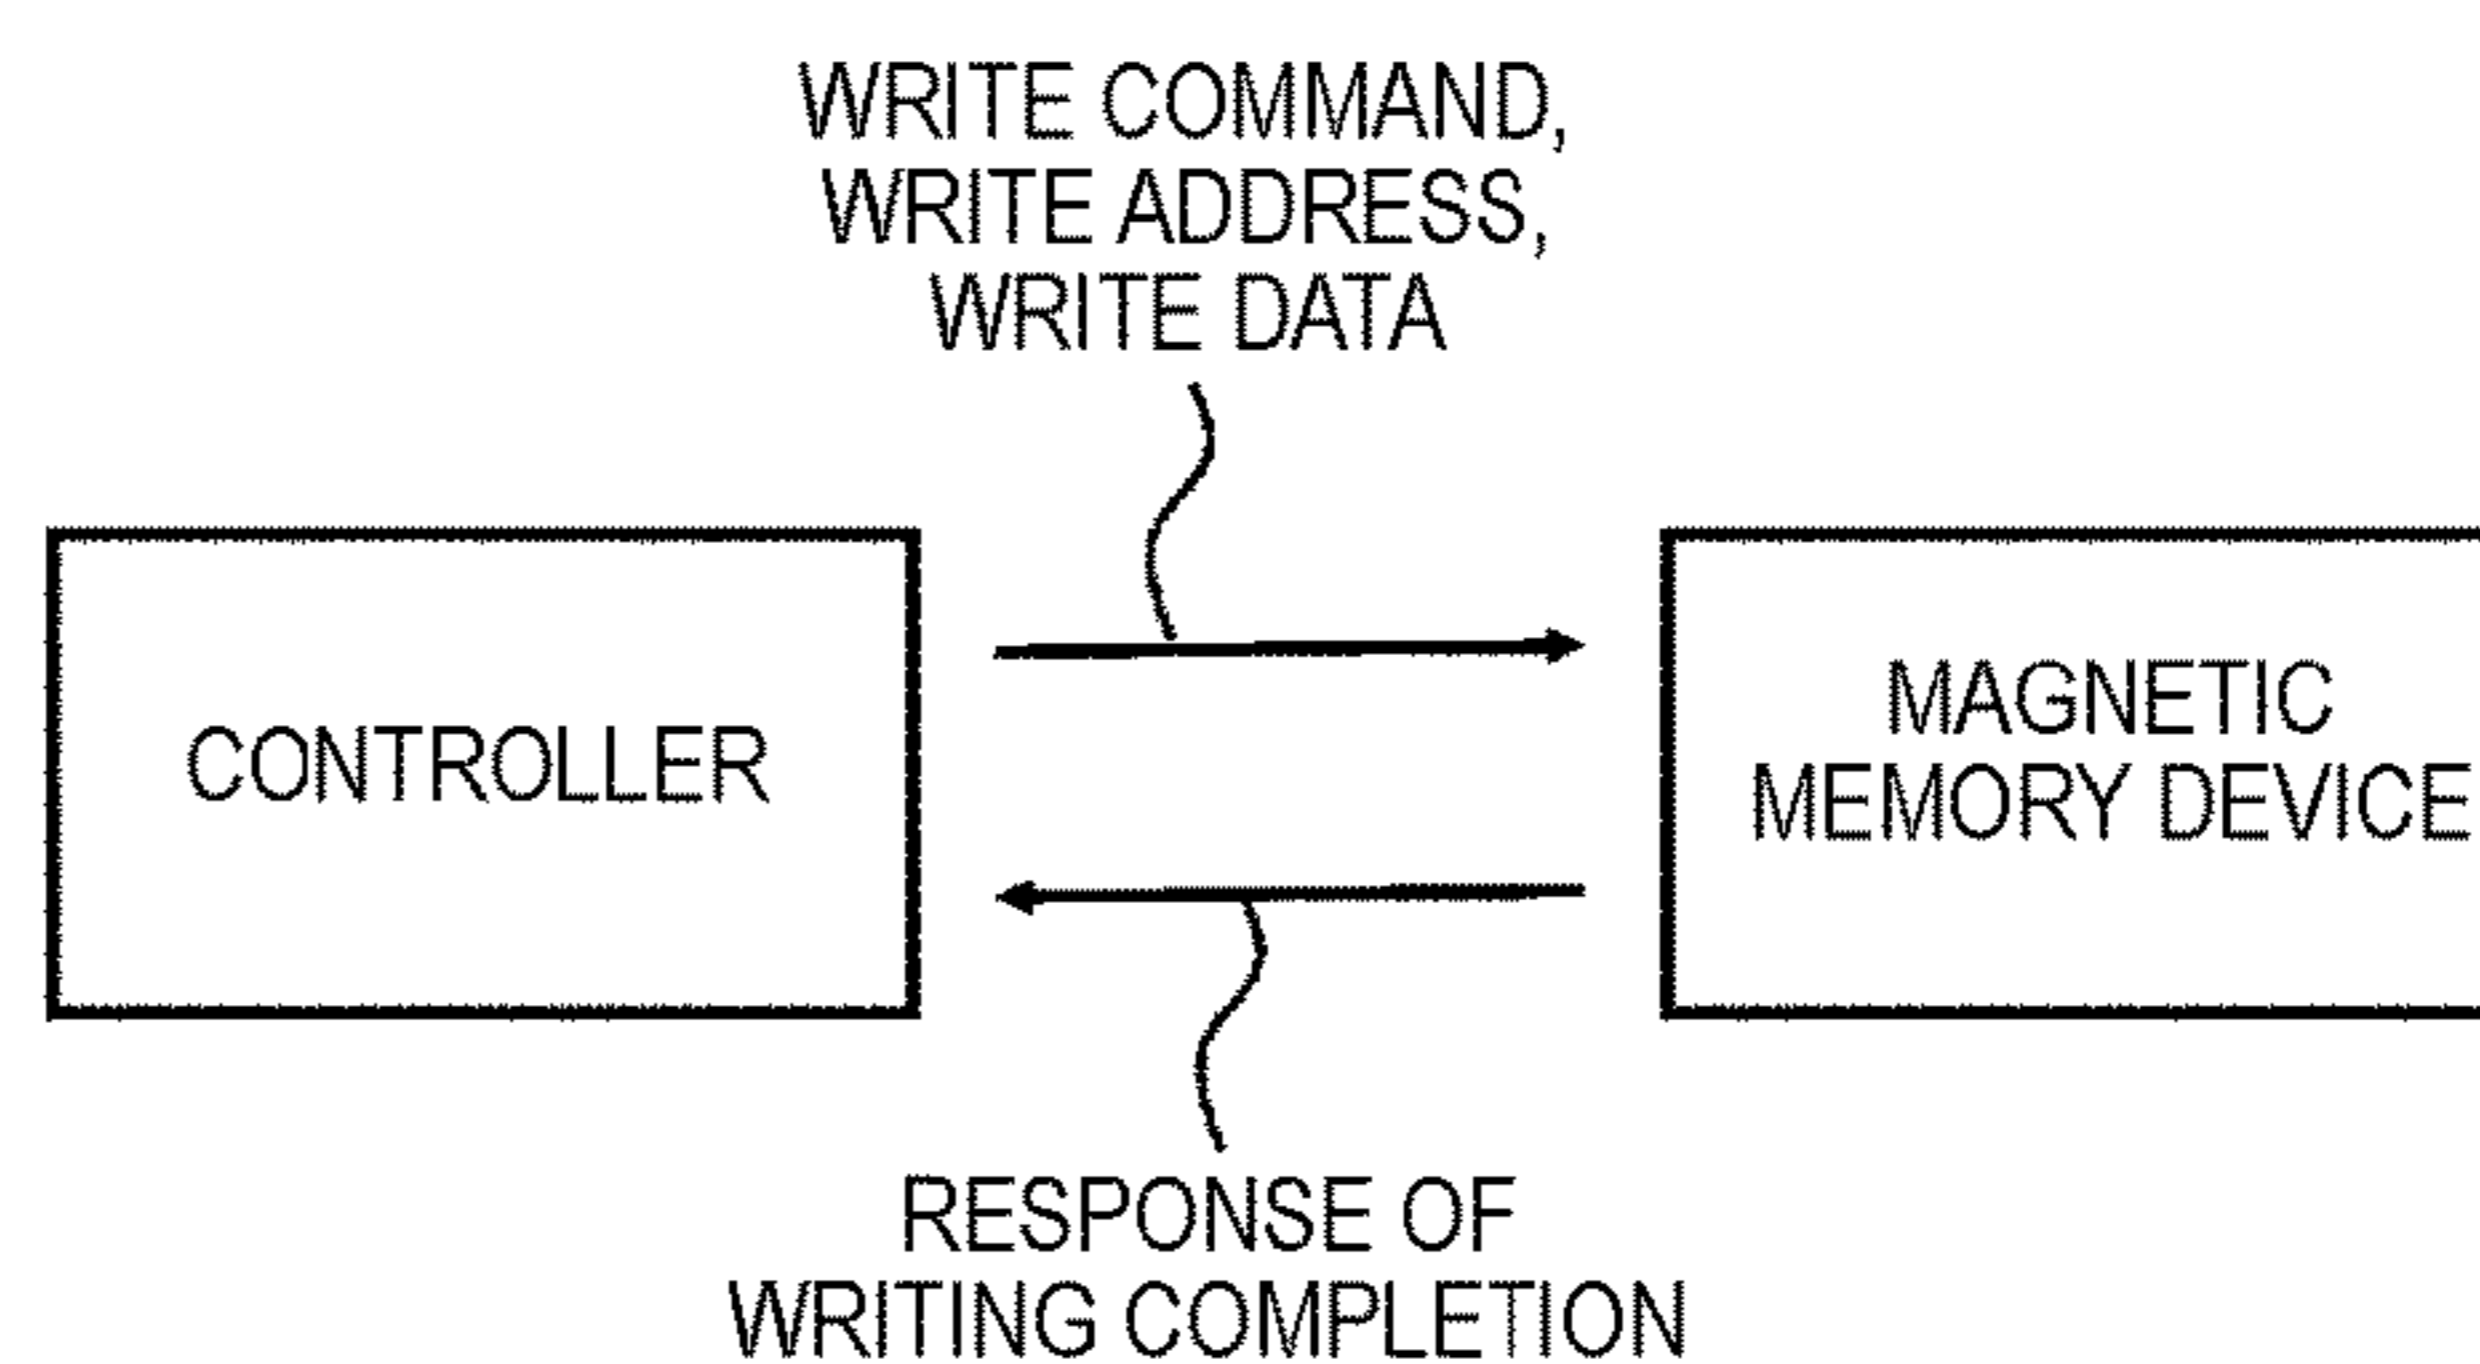 WRITE COMMAND,
WRITE ADDRESS,
WRITE DATA
CONTROLLER
MAGNETIC
MEMORY DEVICE
RESPONSE OF
WRITING COMPLETION